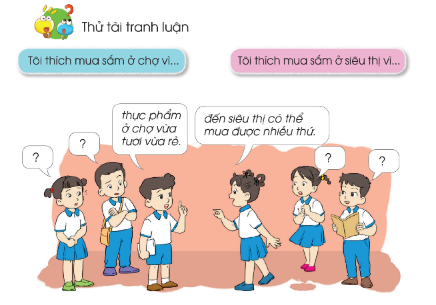 Thử tài tranh luận
Tôi thích mua sắm ở chợ vì...
Tôi thích mua sắm ở siêu thị vì...
thực phẩm
ở chợ vừa
tươi vừa rẻ.
đến siêu thị có thể
mua được nhiều thứ.
?
?
?
?